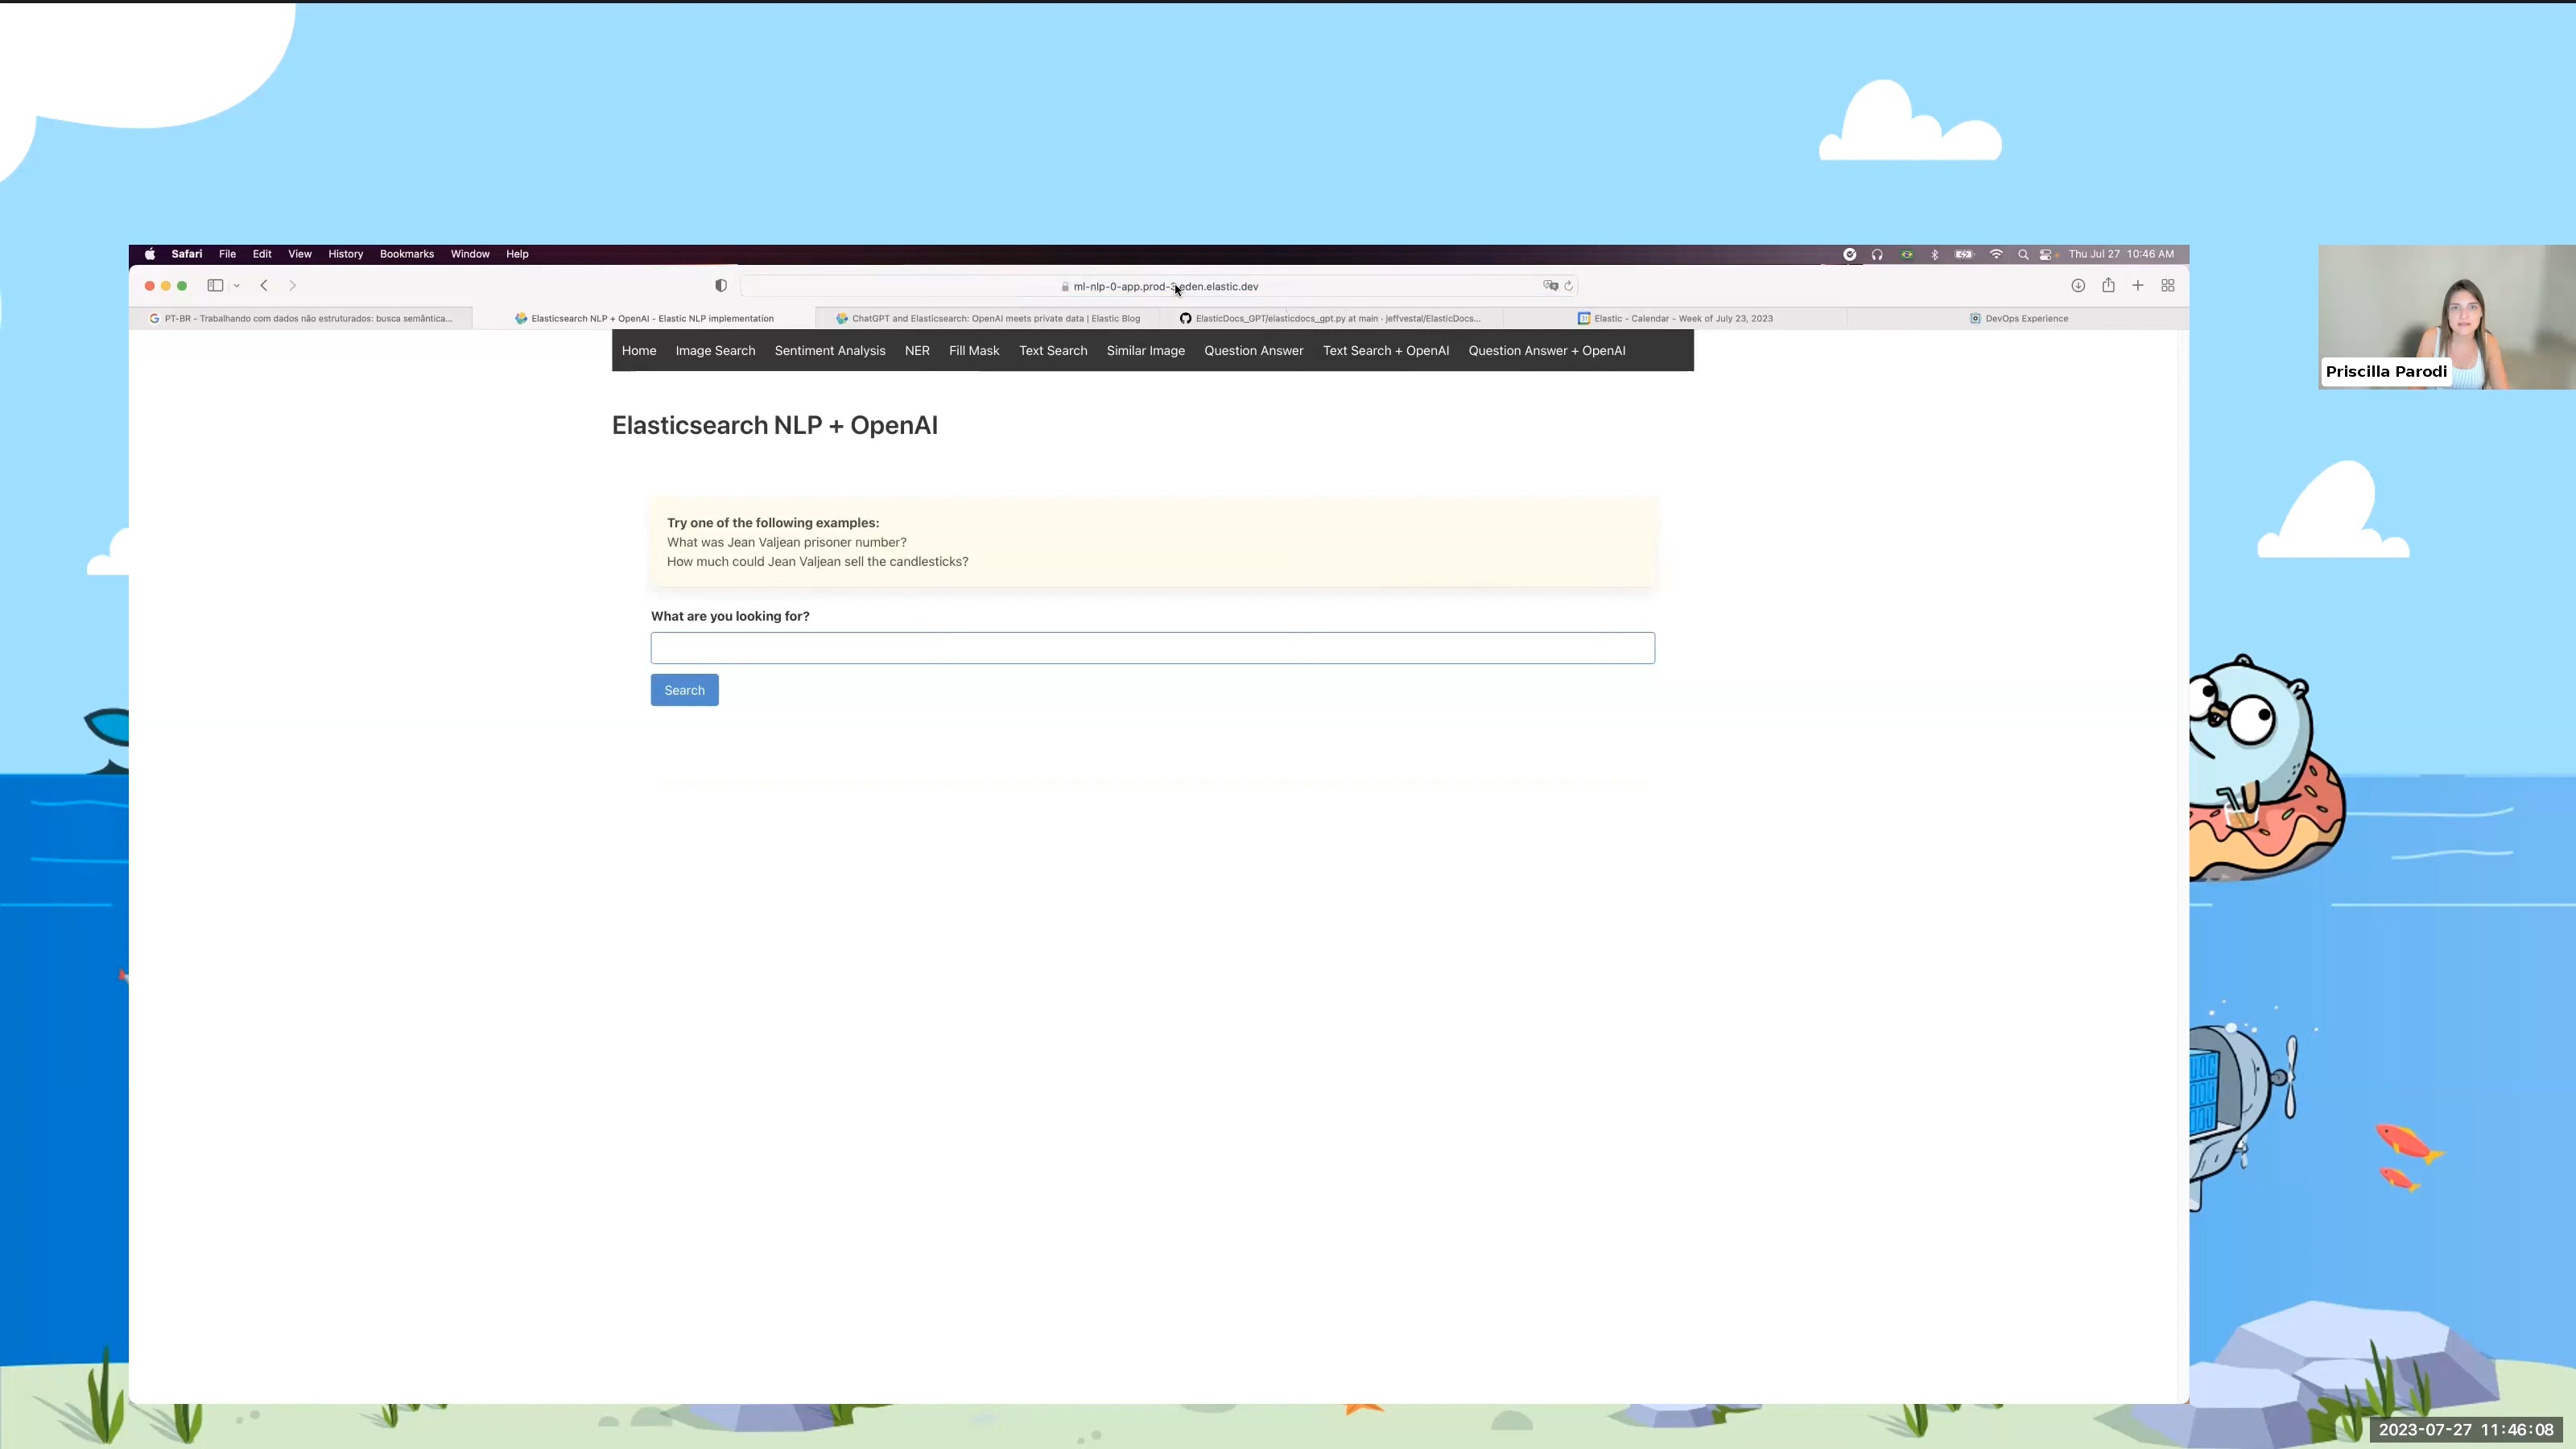 Safari File Edit View History Bookmarks Window Help
Thu Jul 27 10:46 AM
ml-nlp-0-app.prod-3.eden.elastic.dev
PT-BR - Trabalhando com dados não estruturados: busca semântica...
Elasticsearch NLP + OpenAI - Elastic NLP implementation
ChatGPT and Elasticsearch: OpenAI meets private data | Elastic Blog
ElasticDocs_GPT/elasticdocs_gpt.py at main · jeffvestal/ElasticDocs...
Elastic - Calendar - Week of July 23, 2023
DevOps Experience
Home Image Search Sentiment Analysis NER Fill Mask Text Search Similar Image Question Answer Text Search + OpenAI Question Answer + OpenAI
Priscilla Parodi
Elasticsearch NLP + OpenAI
Try one of the following examples:
What was Jean Valjean prisoner number?
How much could Jean Valjean sell the candlesticks?
What are you looking for?
Search
2023-07-27 11:46:08